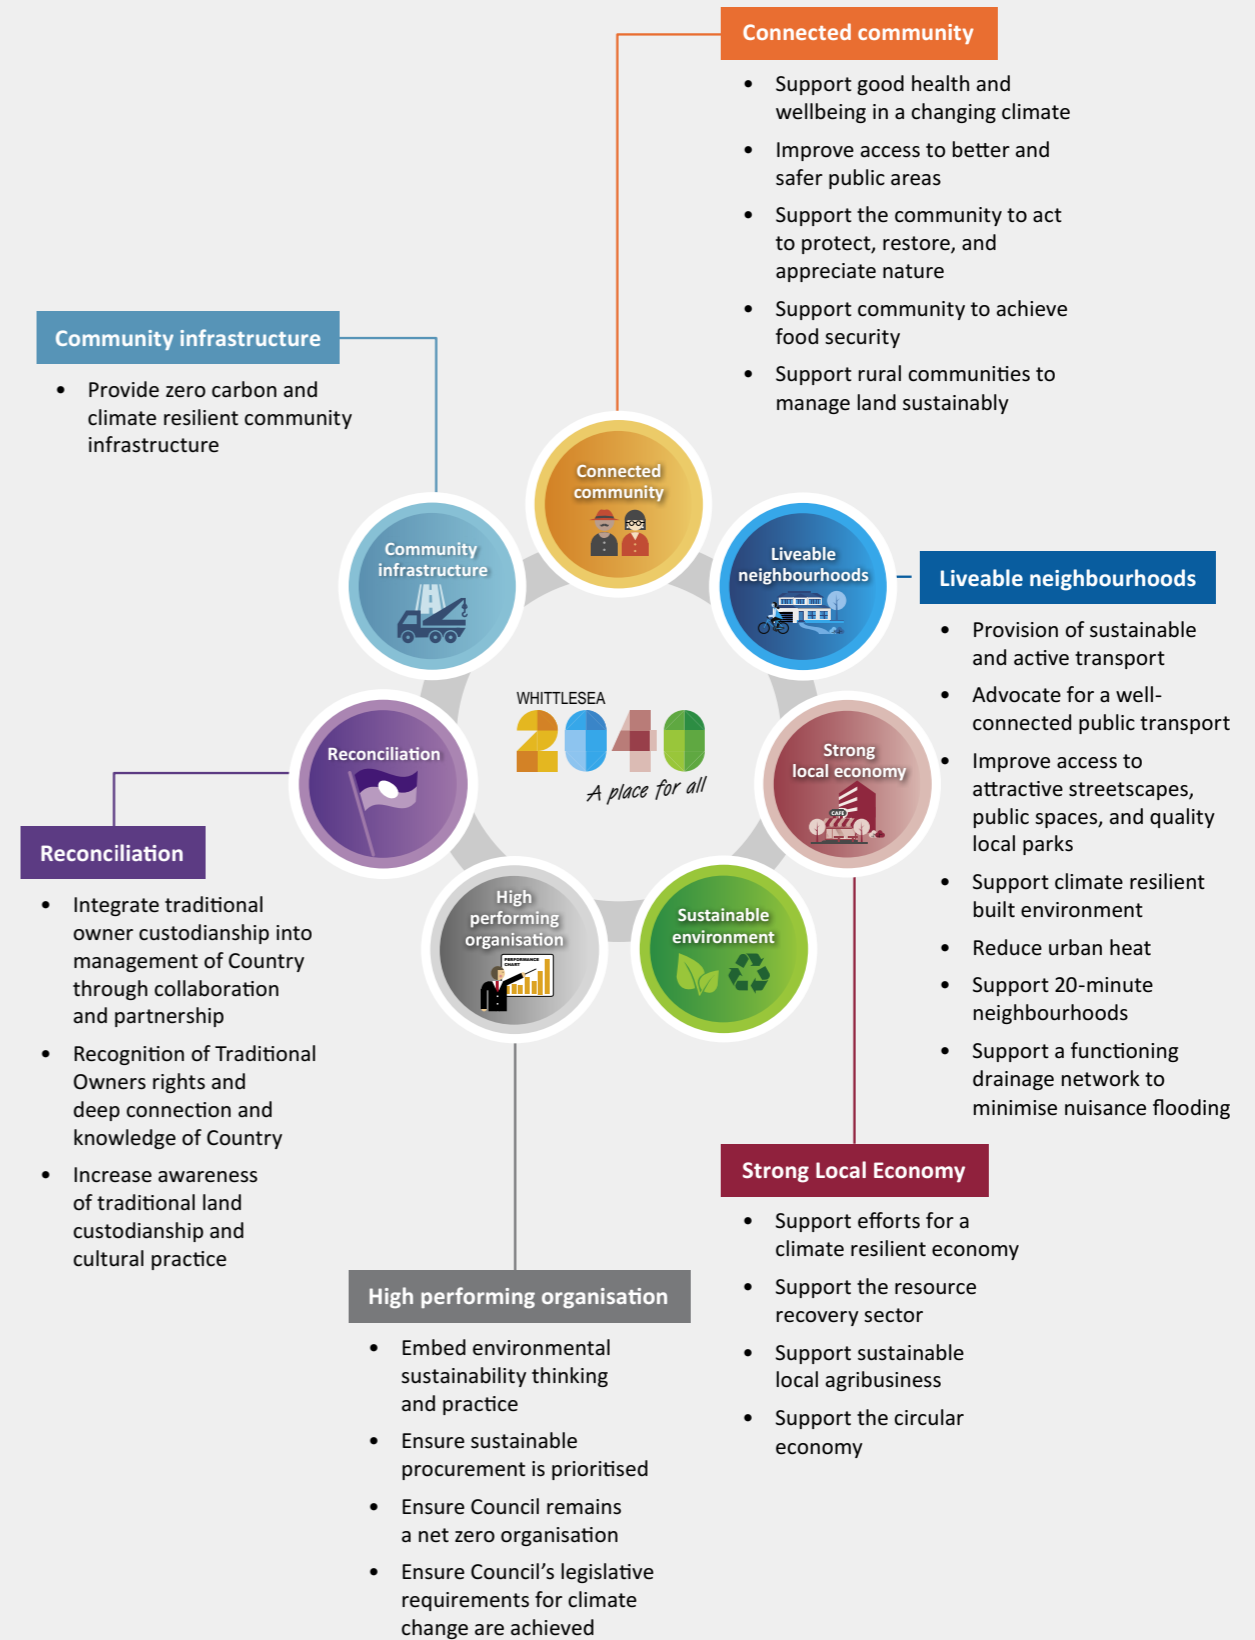 Connected community
• Support good health and
wellbeing in a changing climate
• Improve access to better and
safer public areas
• Support the community to act
to protect, restore, and
appreciate nature
• Support community to achieve
food security
• Support rural communities to
manage land sustainably
Community infrastructure
• Provide zero carbon and
climate resilient community
infrastructure
Connected
community
Community
infrastructure
Liveable
neighbourhoods
Reconciliation
WHITTLESEA
2040
A place for all
Strong
local economy
CAFE
High
performing
organisation
PERFORMANCE
CHART
Sustainable
environment
Liveable neighbourhoods
• Provision of sustainable
and active transport
• Advocate for a well-
connected public transport
• Improve access to
attractive streetscapes,
public spaces, and quality
local parks
• Support climate resilient
built environment
• Reduce urban heat
• Support 20-minute
neighbourhoods
• Support a functioning
drainage network to
minimise nuisance flooding
Reconciliation
• Integrate traditional
owner custodianship into
management of Country
through collaboration
and partnership
• Recognition of Traditional
Owners rights and
deep connection and
knowledge of Country
• Increase awareness
of traditional land
custodianship and
cultural practice
Strong Local Economy
• Support efforts for a
climate resilient economy
• Support the resource
recovery sector
• Support sustainable
local agribusiness
• Support the circular
economy
High performing organisation
• Embed environmental
sustainability thinking
and practice
• Ensure sustainable
procurement is prioritised
• Ensure Council remains
a net zero organisation
• Ensure Council’s legislative
requirements for climate
change are achieved